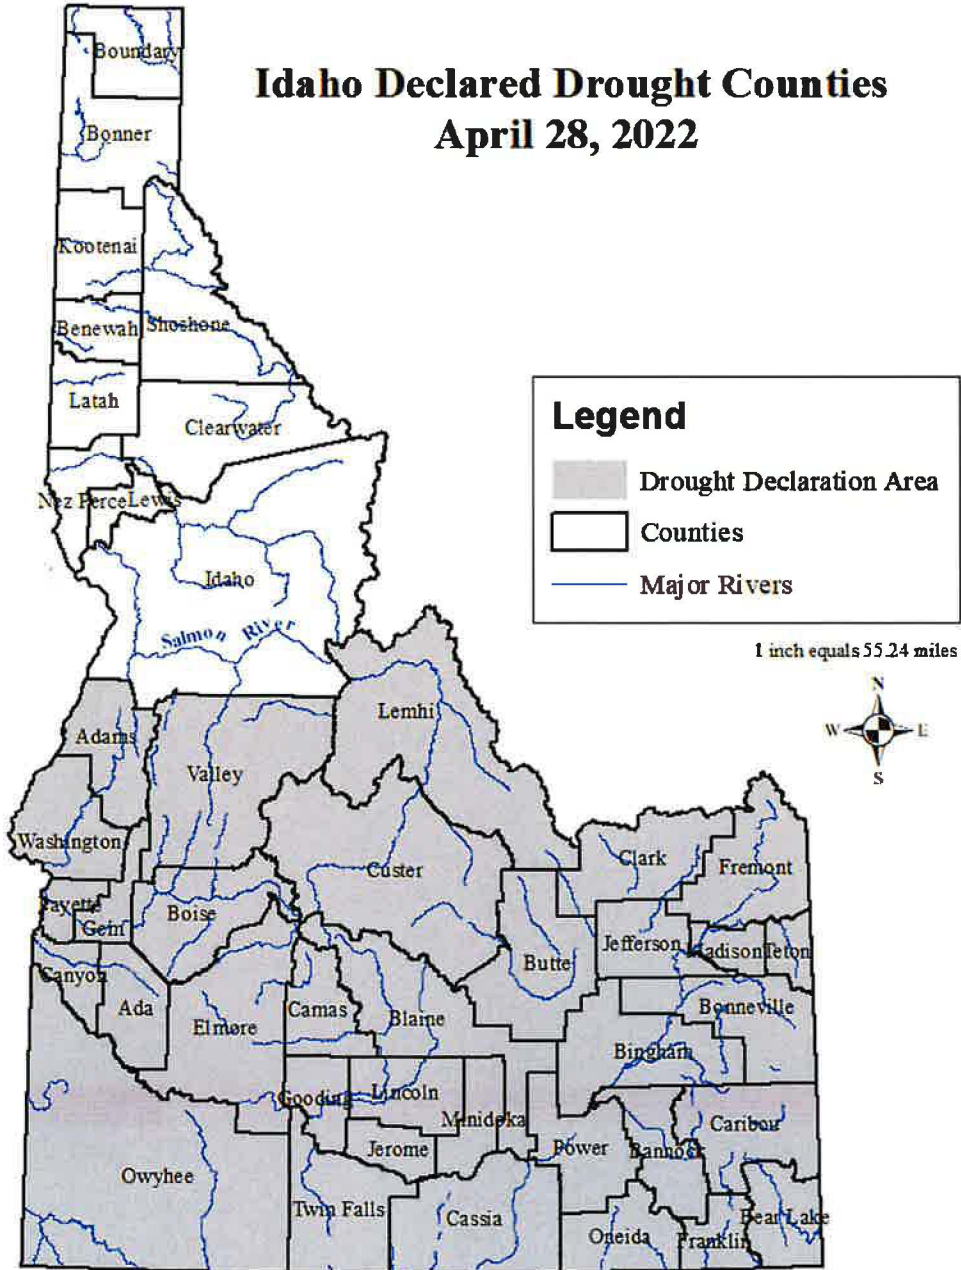 Idaho Declared Drought Counties
April 28, 2022
Boundary
Bonner
Kootenai
Benewah
Shoshone
Latah
Clearwater
Nez Perce
Lewis
Idaho
Salmon River
Legend
Drought Declaration Area
Counties
Major Rivers
1 inch equals 55.24 miles
N
W
E
S
Lemhi
Adams
Valley
Washington
Custer
Clark
Fremont
Payette
Gem
Boise
Jefferson
Madison
Teton
Butte
Canyon
Ada
Elmore
Camas
Blaine
Bonneville
Bingham
Gooding
Lincoln
Minidoka
Jerome
Power
Bannock
Caribou
Owyhee
Twin Falls
Cassia
Oneida
Franklin
Bear Lake